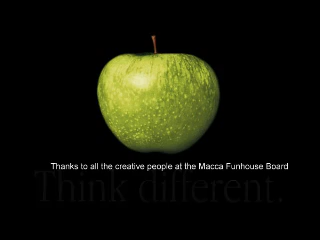 Thanks to all the creative people at the Macca Funhouse Board
Think different.